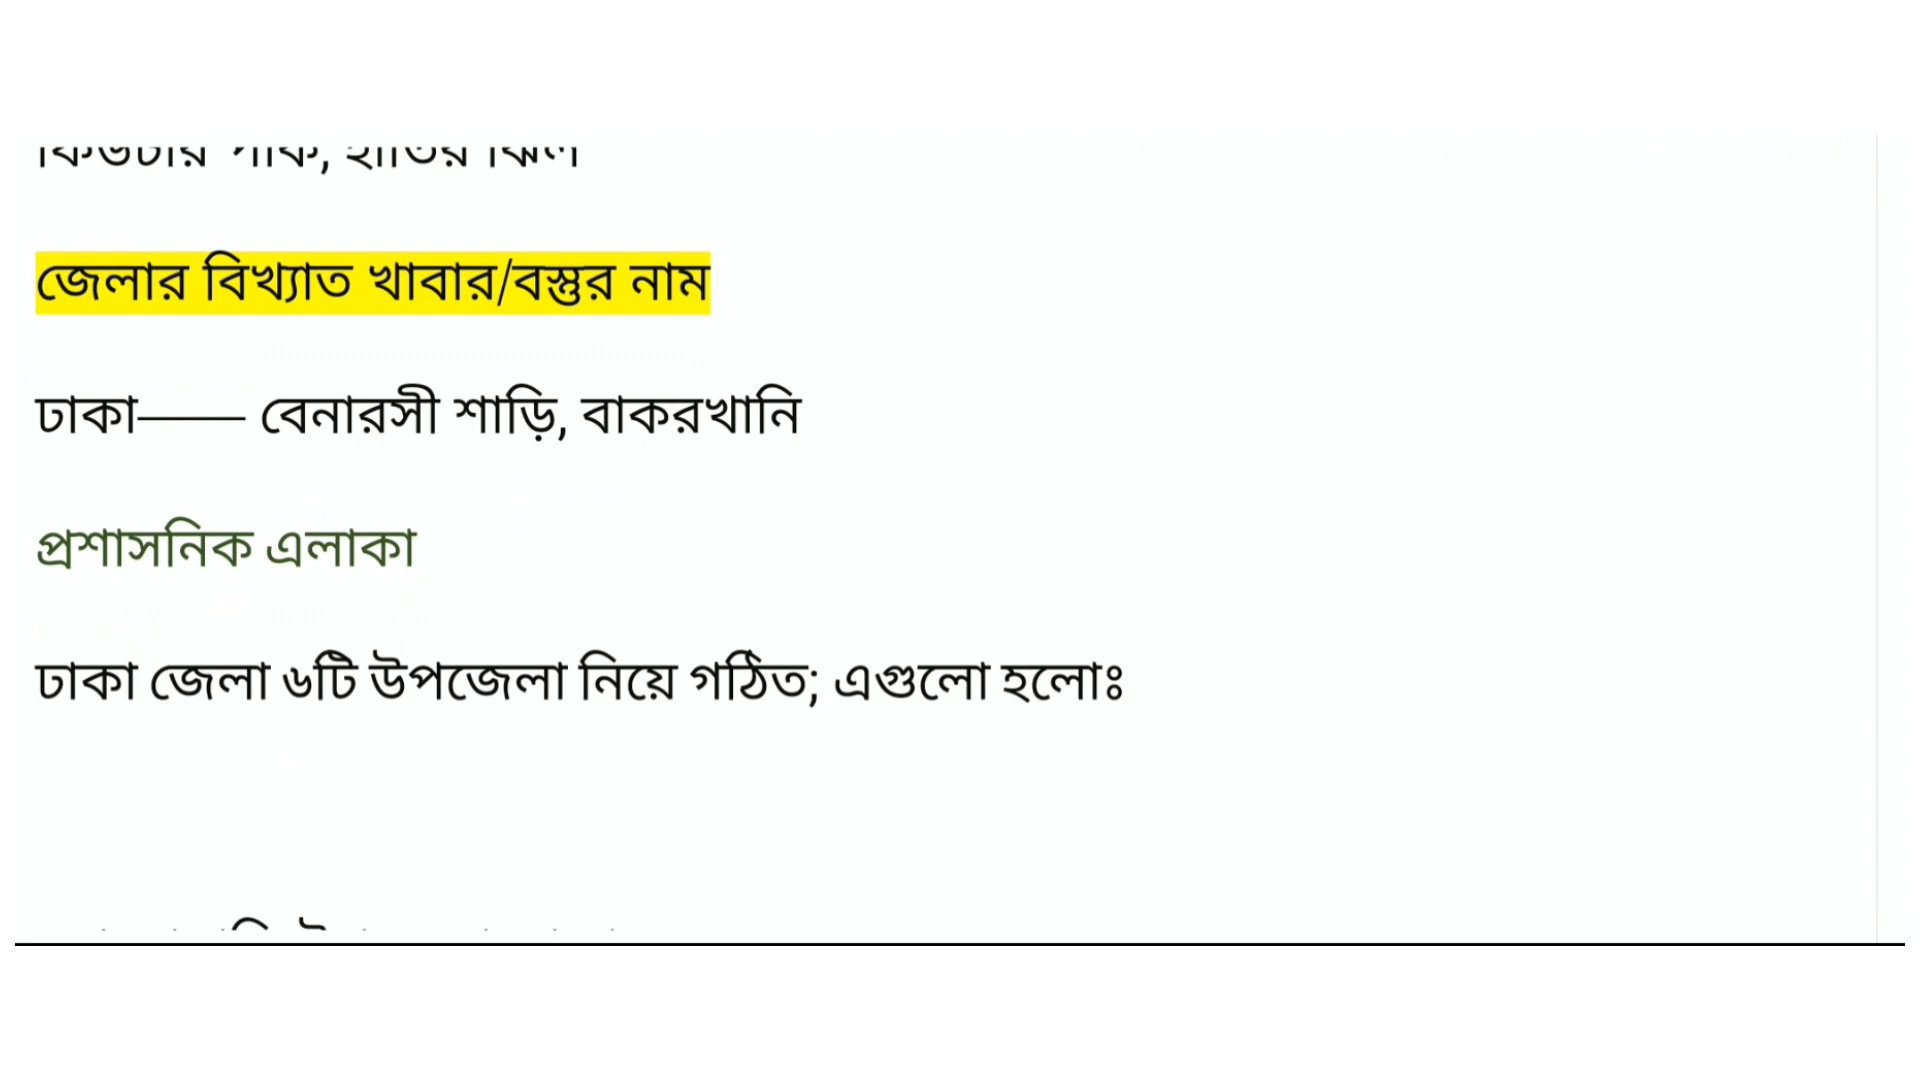 হাতির ঝিল
জেলার বিখ্যাত খাবার/বস্তুর নাম
ঢাকা—— বেনারসী শাড়ি, বাকরখানি
প্রশাসনিক এলাকা
ঢাকা জেলা ৬টি উপজেলা নিয়ে গঠিত; এগুলো হলোঃ